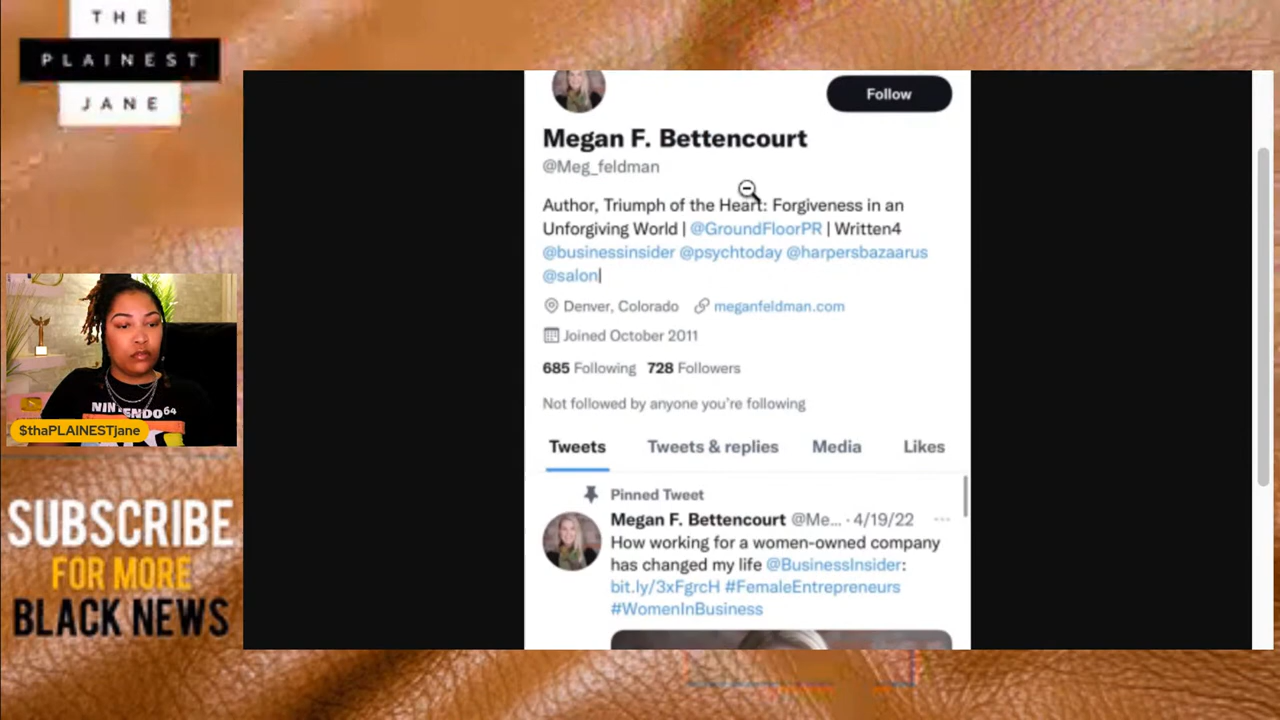 THE
PLAINEST
JANE
Follow
Megan F. Bettencourt
@Meg_feldman
Author, Triumph of the Heart: Forgiveness in an
Unforgiving World | @GroundFloorPR | Written4
@businessinsider @psychtoday @harpersbazaarus
@salon|
Denver, Colorado meganfeldman.com
Joined October 2011
685 Following 728 Followers
Not followed by anyone you're following
Tweets Tweets & replies Media Likes
Pinned Tweet
Megan F. Bettencourt @Me... · 4/19/22 ...
How working for a women-owned company
has changed my life @BusinessInsider:
bit.ly/3xFgrcH #FemaleEntrepreneurs
#WomenInBusiness
NINTENDO64
$thaPLAINESTjane
SUBSCRIBE
FOR MORE
BLACK NEWS